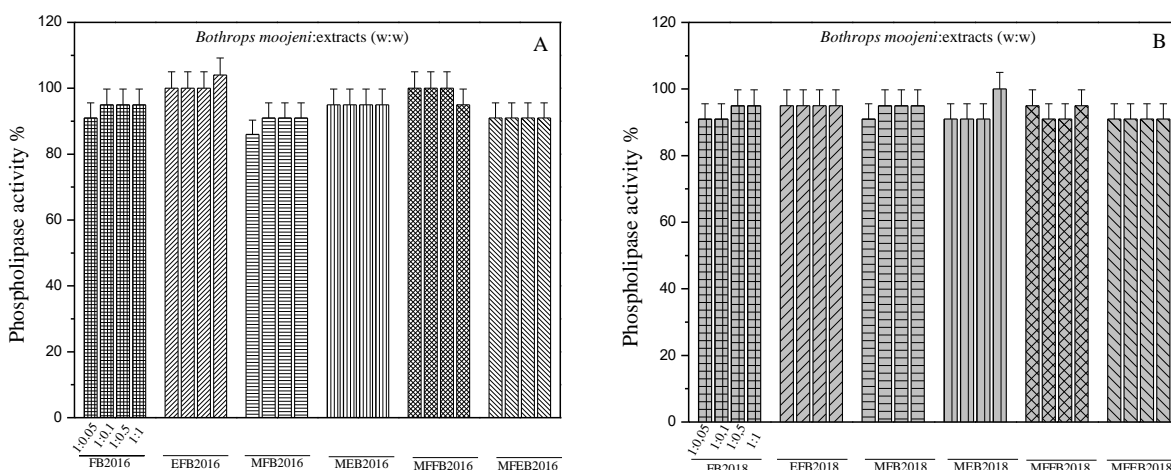 120
100
80
60
40
20
0
Phospholipase activity %
Bothrops moojeni:extracts (w:w)
A
1:0.05
1:0.1
1:0.5
1:1
FB2016
EFB2016
MFB2016
MEB2016
MFFB2016
MFEB2016
120
100
80
60
40
20
0
Phospholipase activity %
Bothrops moojeni:extracts (w:w)
B
1:0,05
1:0,1
1:0,5
1:1
FB2018
EFB2018
MFB2018
MEB2018
MFFB2018
MFEB2018